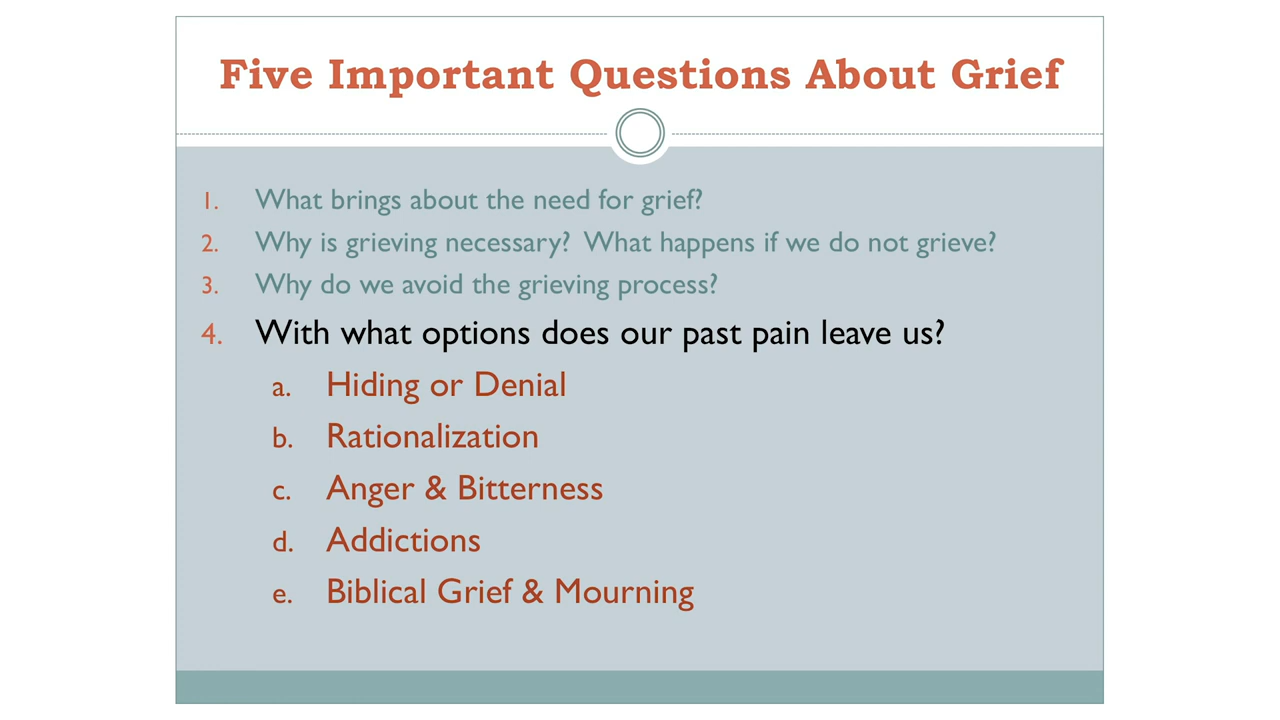 Five Important Questions About Grief
1. What brings about the need for grief?
2. Why is grieving necessary?  What happens if we do not grieve?
3. Why do we avoid the grieving process?
4. With what options does our past pain leave us?
a. Hiding or Denial
b. Rationalization
c. Anger & Bitterness
d. Addictions
e. Biblical Grief & Mourning